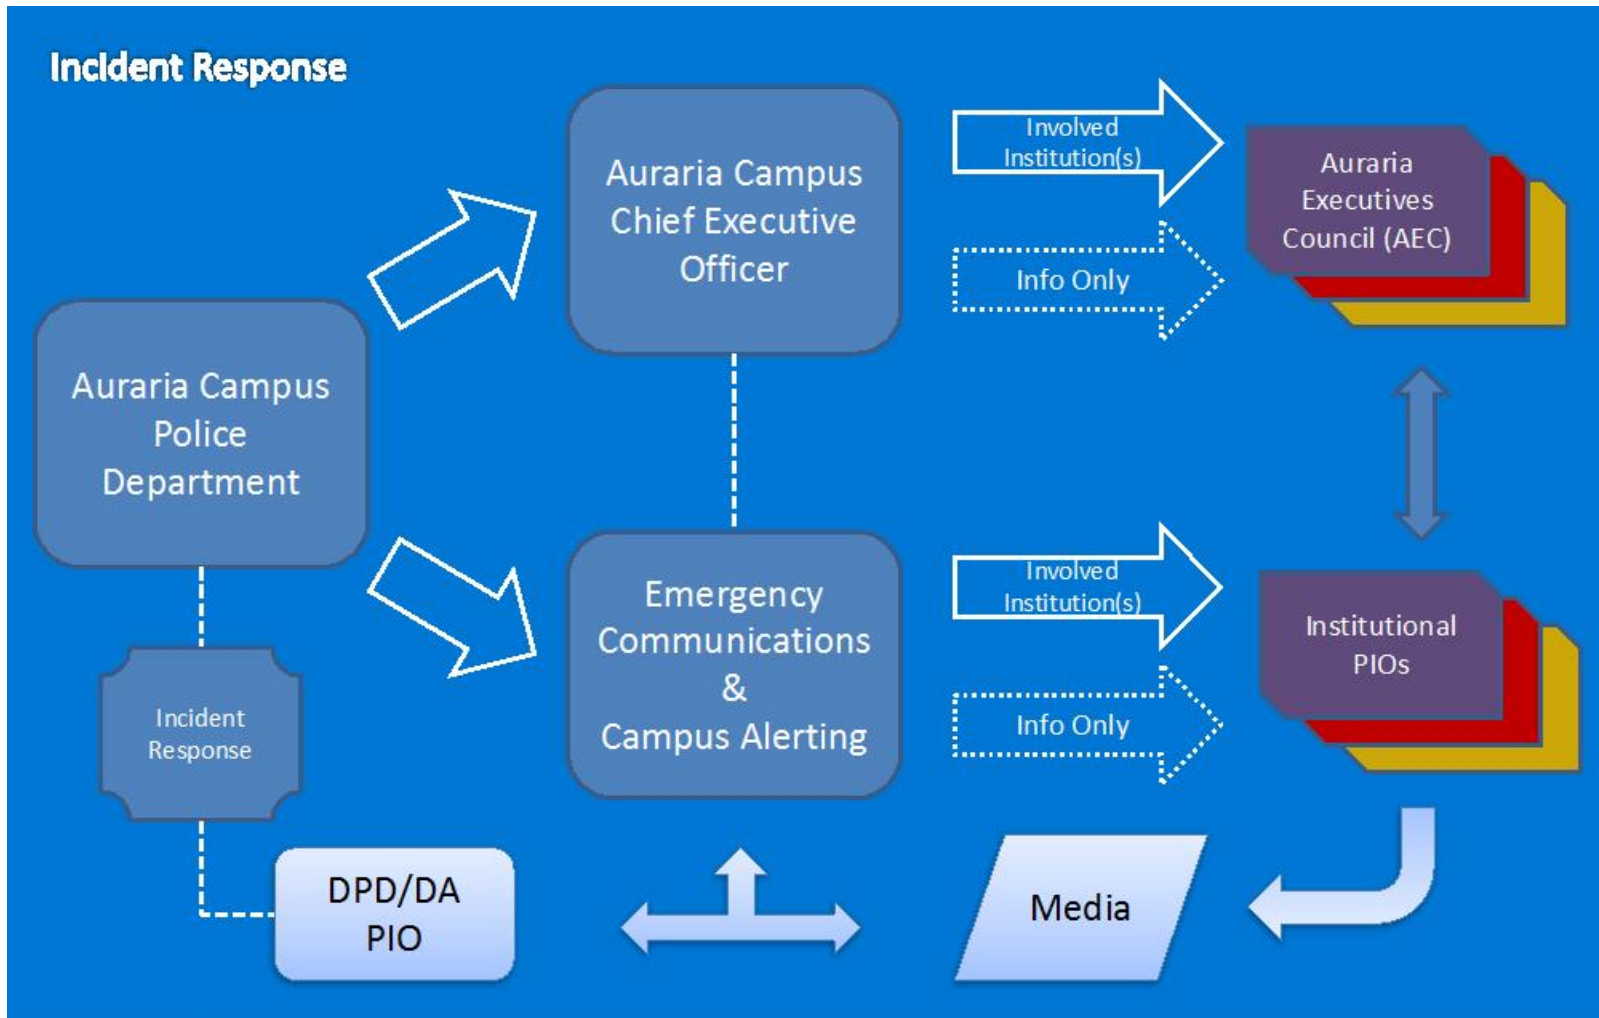 Incident Response
Auraria Campus
Police
Department
Incident
Response
DPD/DA
PIO
Auraria Campus
Chief Executive
Officer
Emergency
Communications
&
Campus Alerting
Involved
Institution(s)
Info Only
Auraria
Executives
Council (AEC)
Involved
Institution(s)
Info Only
Institutional
PIOs
Media